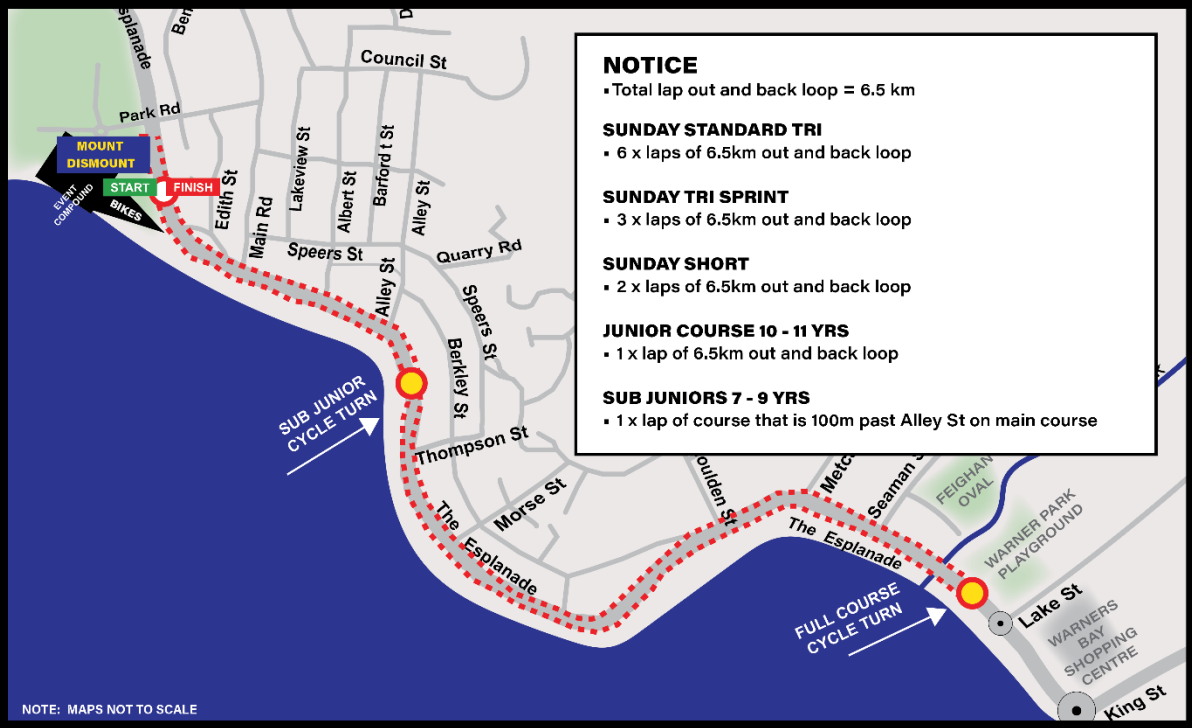 Esplanade
Ben
Council St
Park Rd
MOUNT
DISMOUNT
START
FINISH
EVENT
COMPOUND
BIKES
Edith St
Main Rd
Lakeview St
Albert St
Barford t St
Alley St
Speers St
Quarry Rd
Alley St
Speers St
Berkley St
SUB JUNIOR
CYCLE TURN
Thompson St
Morse St
The Esplanade
oulden St
Metc
Seaman S
The Esplanade
FEIGHAN
OVAL
WARNER PARK
PLAYGROUND
FULL COURSE
CYCLE TURN
Lake St
WARNERS
BAY
SHOPPING
CENTRE
King St
NOTICE
▪Total lap out and back loop = 6.5 km
SUNDAY STANDARD TRI
▪ 6 x laps of 6.5km out and back loop
SUNDAY TRI SPRINT
▪ 3 x laps of 6.5km out and back loop
SUNDAY SHORT
▪ 2 x laps of 6.5km out and back loop
JUNIOR COURSE 10 - 11 YRS
▪ 1 x lap of 6.5km out and back loop
SUB JUNIORS 7 - 9 YRS
▪ 1 x lap of course that is 100m past Alley St on main course
NOTE: MAPS NOT TO SCALE